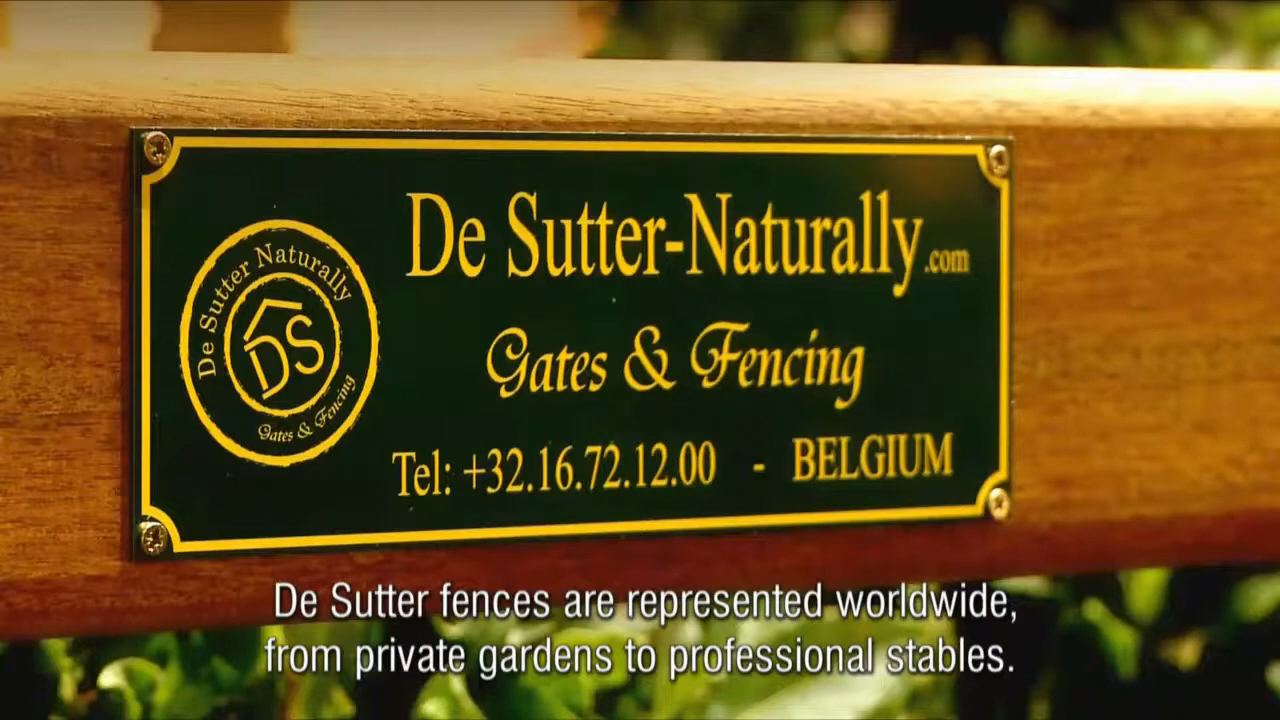 De Sutter-Naturally.com
Gates & Fencing
Tel: +32.16.72.12.00 - BELGIUM
De Sutter Naturally
DS
Gates & Fencing
De Sutter fences are represented worldwide,
from private gardens to professional stables.